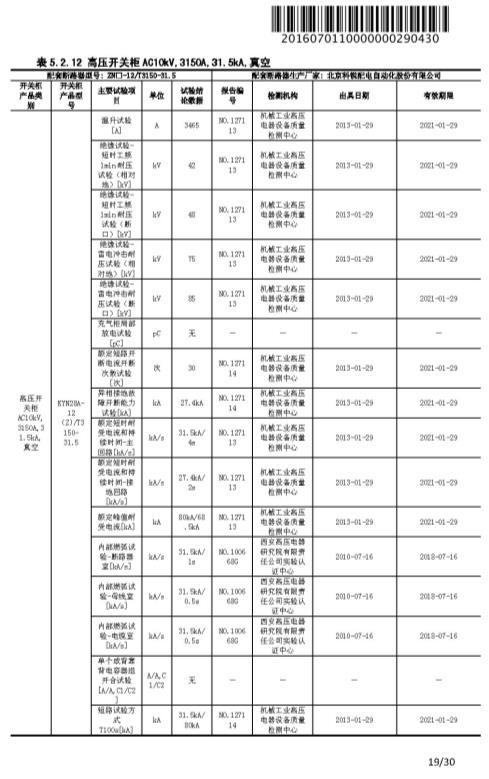 20160701100000000290430
表 5.2.12 高压开关柜 AC10kV,3150A,31.5kA,真空
配套断路器型号: ZN□-12/T3150-31.5 配套断路器生产厂家: 北京科锐配电自动化股份有限公司
开关柜产品类别 开关柜产品型号 主要试验项目 单位 试验结论数据 报告编号 检测机构 出具日期 有效期限
高压开关柜 AC10kV,3150A,31.5kA,真空
KYN28A-12(Z)/T3150-31.5
温升试验[A] A 3465 NO.127113 机械工业高压电器设备质量检测中心 2013-01-29 2021-01-29
绝缘试验-短时工频1min耐压试验（相对地）[kV] kV 42 NO.127113 机械工业高压电器设备质量检测中心 2013-01-29 2021-01-29
绝缘试验-短时工频1min耐压试验（断口）[kV] kV 48 NO.127113 机械工业高压电器设备质量检测中心 2013-01-29 2021-01-29
绝缘试验-雷电冲击耐压试验（相对地）[kV] kV 75 NO.127113 机械工业高压电器设备质量检测中心 2013-01-29 2021-01-29
绝缘试验-雷电冲击耐压试验（断口）[kV] kV 85 NO.127113 机械工业高压电器设备质量检测中心 2013-01-29 2021-01-29
充气柜局部放电试验[pC] pC 无 — — — —
额定短路开断电流开断次数试验[次] 次 30 NO.127114 机械工业高压电器设备质量检测中心 2013-01-29 2021-01-29
异相接地故障开断能力试验[kA] kA 27.4kA NO.127114 机械工业高压电器设备质量检测中心 2013-01-29 2021-01-29
额定短时耐受电流和持续时间-主回路[kA/s] kA/s 31.5kA/4s NO.127113 机械工业高压电器设备质量检测中心 2013-01-29 2021-01-29
额定短时耐受电流和持续时间-接地回路[kA/s] kA/s 27.4kA/2s NO.127113 机械工业高压电器设备质量检测中心 2013-01-29 2021-01-29
额定峰值耐受电流[kA] kA 80kA/68.5kA NO.127113 机械工业高压电器设备质量检测中心 2013-01-29 2021-01-29
内部燃弧试验-断路器室[kA/s] kA/s 31.5kA/1s NO.100668G 西安高压电器研究院有限责任公司实验认证中心 2010-07-16 2018-07-16
内部燃弧试验-母线室[kA/s] kA/s 31.5kA/0.5s NO.100668G 西安高压电器研究院有限责任公司实验认证中心 2010-07-16 2018-07-16
内部燃弧试验-电缆室[kA/s] kA/s 31.5kA/0.5s NO.100668G 西安高压电器研究院有限责任公司实验认证中心 2010-07-16 2018-07-16
单个或背靠背电容器组开合试验[A/A,C1/C2] A/A,C1/C2 无 — — — —
短路试验方式T100s[kA] kA 31.5kA/80kA NO.127114 机械工业高压电器设备质量检测中心 2013-01-29 2021-01-29
19/30